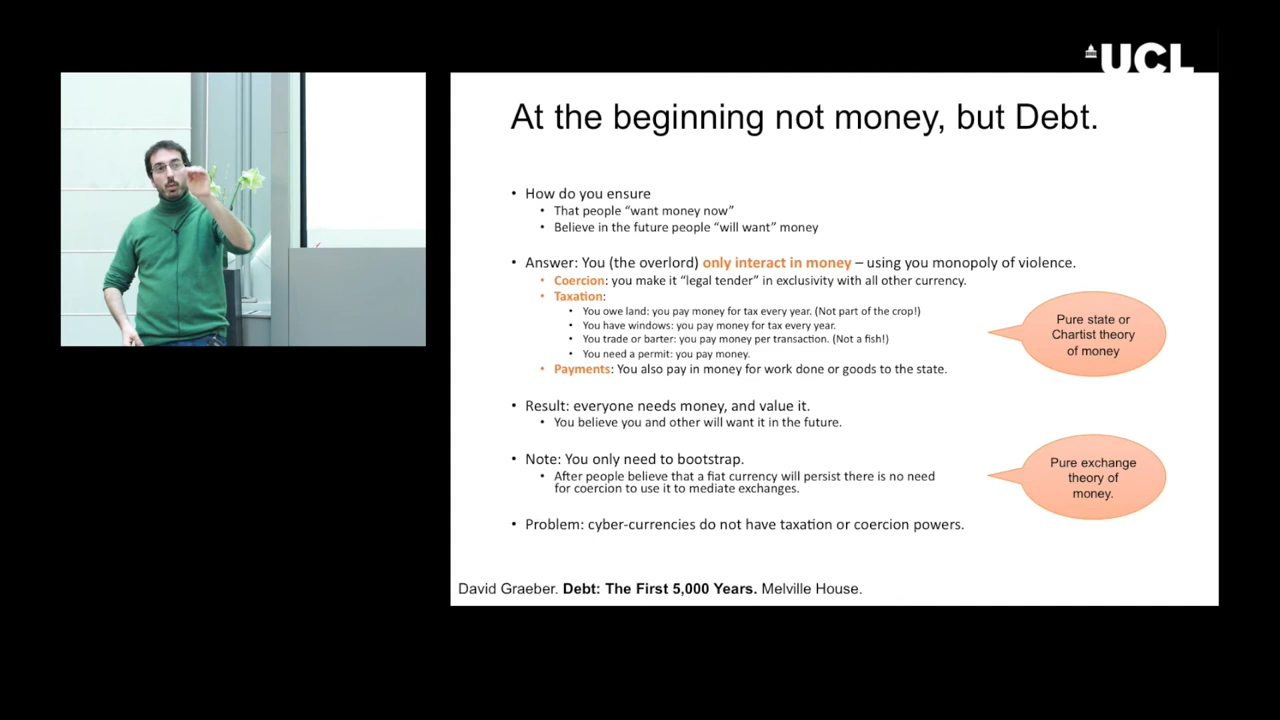 UCL
At the beginning not money, but Debt.
• How do you ensure
• That people “want money now”
• Believe in the future people “will want” money
• Answer: You (the overlord) only interact in money – using you monopoly of violence.
• Coercion: you make it “legal tender” in exclusivity with all other currency.
• Taxation:
• You owe land: you pay money for tax every year. (Not part of the crop!)
• You have windows: you pay money for tax every year.
• You trade or barter: you pay money per transaction. (Not a fish!)
• You need a permit: you pay money.
• Payments: You also pay in money for work done or goods to the state.
Pure state or
Chartist theory
of money
• Result: everyone needs money, and value it.
• You believe you and other will want it in the future.
• Note: You only need to bootstrap.
• After people believe that a fiat currency will persist there is no need
for coercion to use it to mediate exchanges.
Pure exchange
theory of
money.
• Problem: cyber-currencies do not have taxation or coercion powers.
David Graeber. Debt: The First 5,000 Years. Melville House.